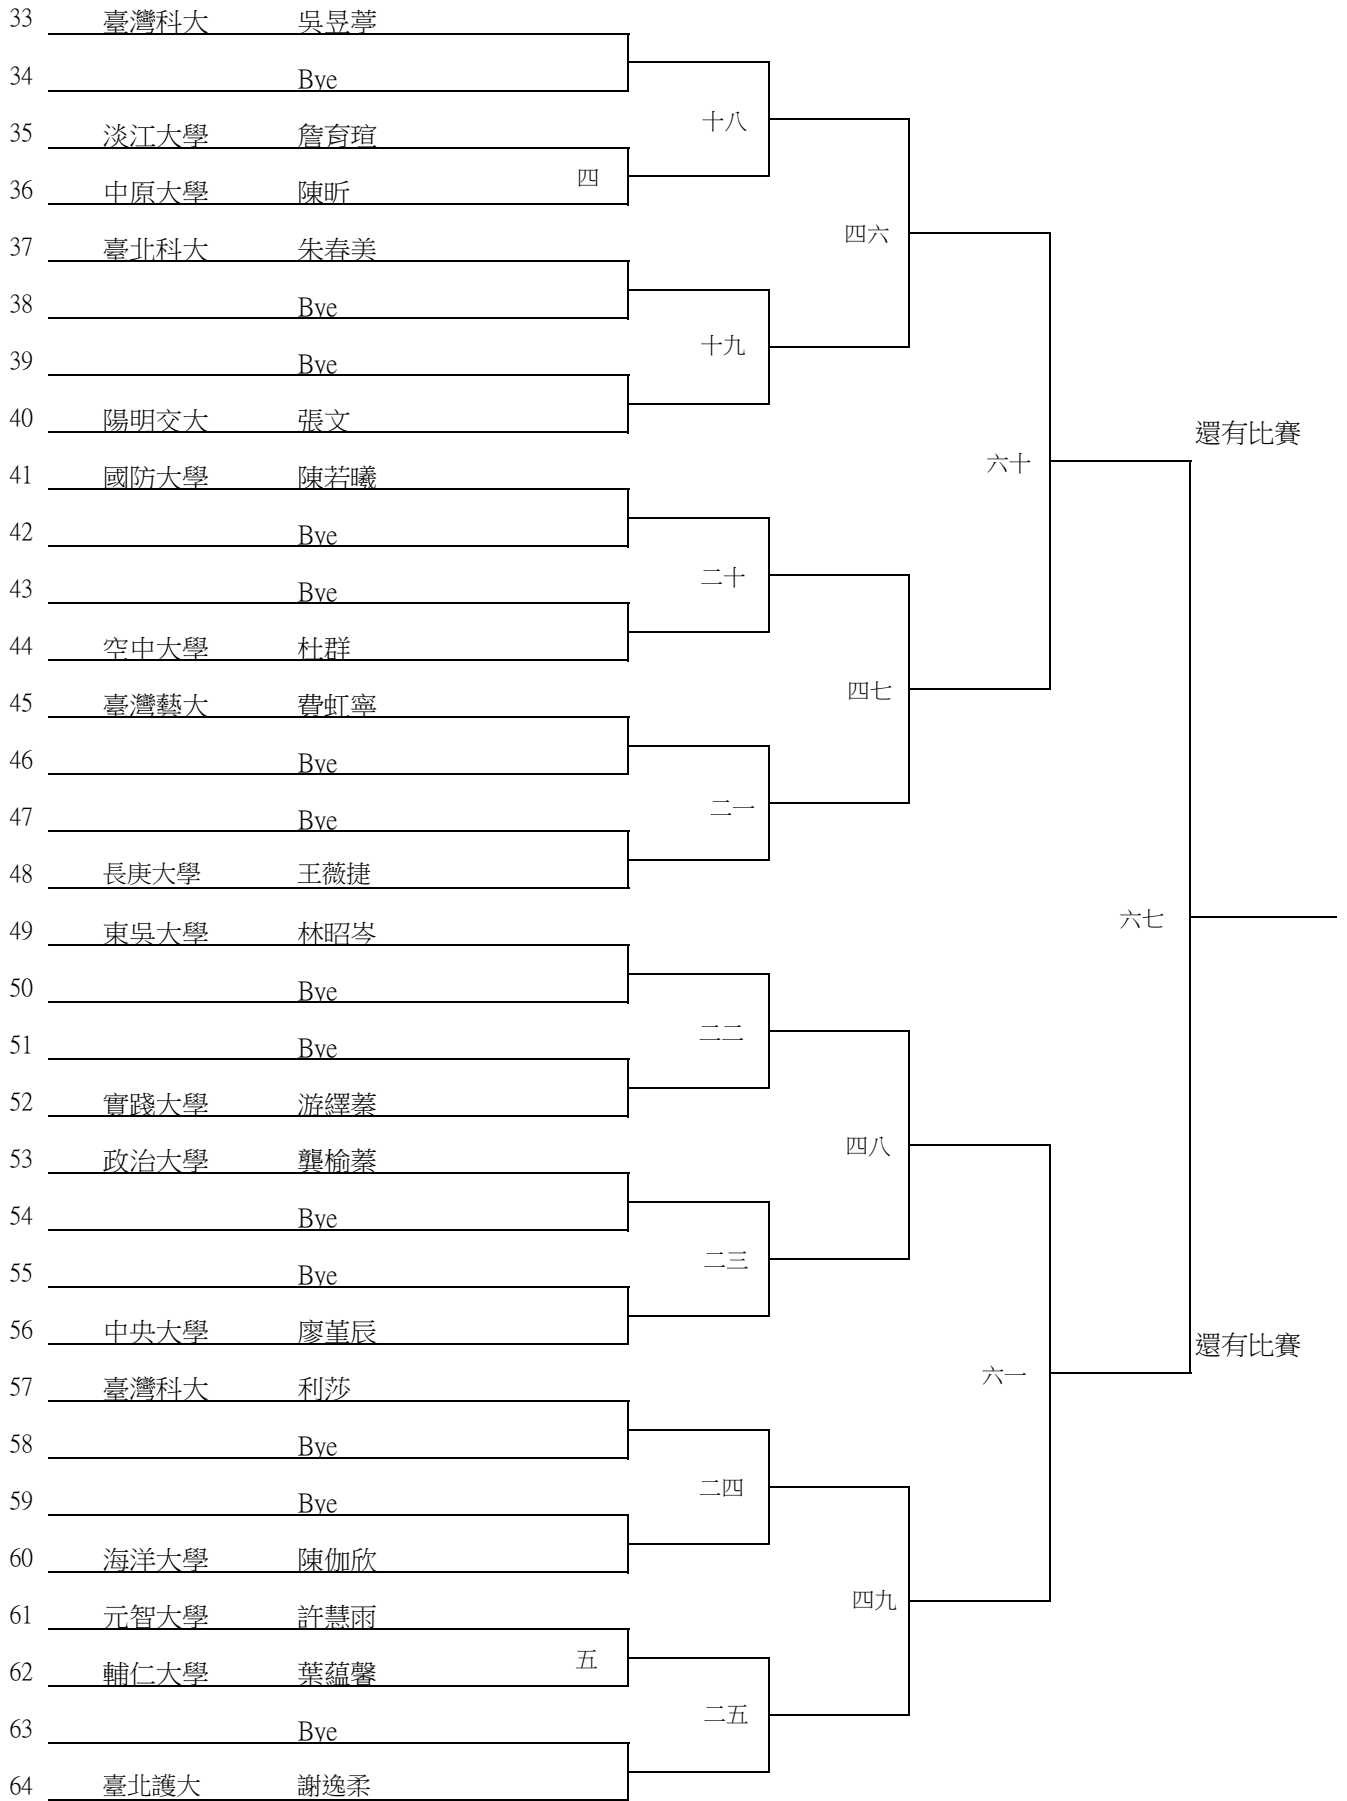 33 臺灣科大 吳昱葶
34 Bye
十八
35 淡江大學 詹育瑄
四
36 中原大學 陳昕
四六
37 臺北科大 朱春美
38 Bye
十九
39 Bye
40 陽明交大 張文
還有比賽
六十
41 國防大學 陳若曦
42 Bye
二十
43 Bye
44 空中大學 杜群
四七
45 臺灣藝大 費虹寧
46 Bye
二一
47 Bye
48 長庚大學 王薇捷
六七
49 東吳大學 林昭岑
50 Bye
二二
51 Bye
52 實踐大學 游繹蓁
四八
53 政治大學 龔榆蓁
54 Bye
二三
55 Bye
56 中央大學 廖堇辰
還有比賽
六一
57 臺灣科大 利莎
58 Bye
二四
59 Bye
60 海洋大學 陳伽欣
四九
61 元智大學 許慧雨
五
62 輔仁大學 葉蘊馨
二五
63 Bye
64 臺北護大 謝逸柔